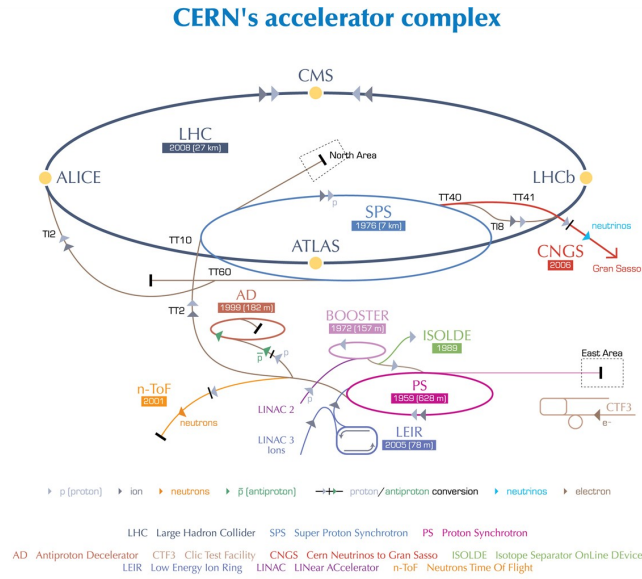 CERN's accelerator complex
CMS
LHC
2008 (27 km)
North Area
ALICE
LHCb
TT40
TT41
SPS
1976 (7 km)
p
TI2
TT10
TI8
neutrinos
ATLAS
CNGS
2006
Gran Sasso
TT60
AD
1999 (182 m)
TT2
BOOSTER
1972 (157 m)
ISOLDE
1989
p̅
p
East Area
n-ToF
2001
PS
1959 (628 m)
p
LINAC 2
neutrons
CTF3
e-
LEIR
2005 (78 m)
LINAC 3
Ions
p (proton) ion neutrons p̅ (antiproton) proton/antiproton conversion neutrinos electron
LHC Large Hadron Collider SPS Super Proton Synchrotron PS Proton Synchrotron
AD Antiproton Decelerator CTF3 Clic Test Facility CNGS Cern Neutrinos to Gran Sasso ISOLDE Isotope Separator OnLine DEvice
LEIR Low Energy Ion Ring LINAC LINear ACcelerator n-ToF Neutrons Time Of Flight